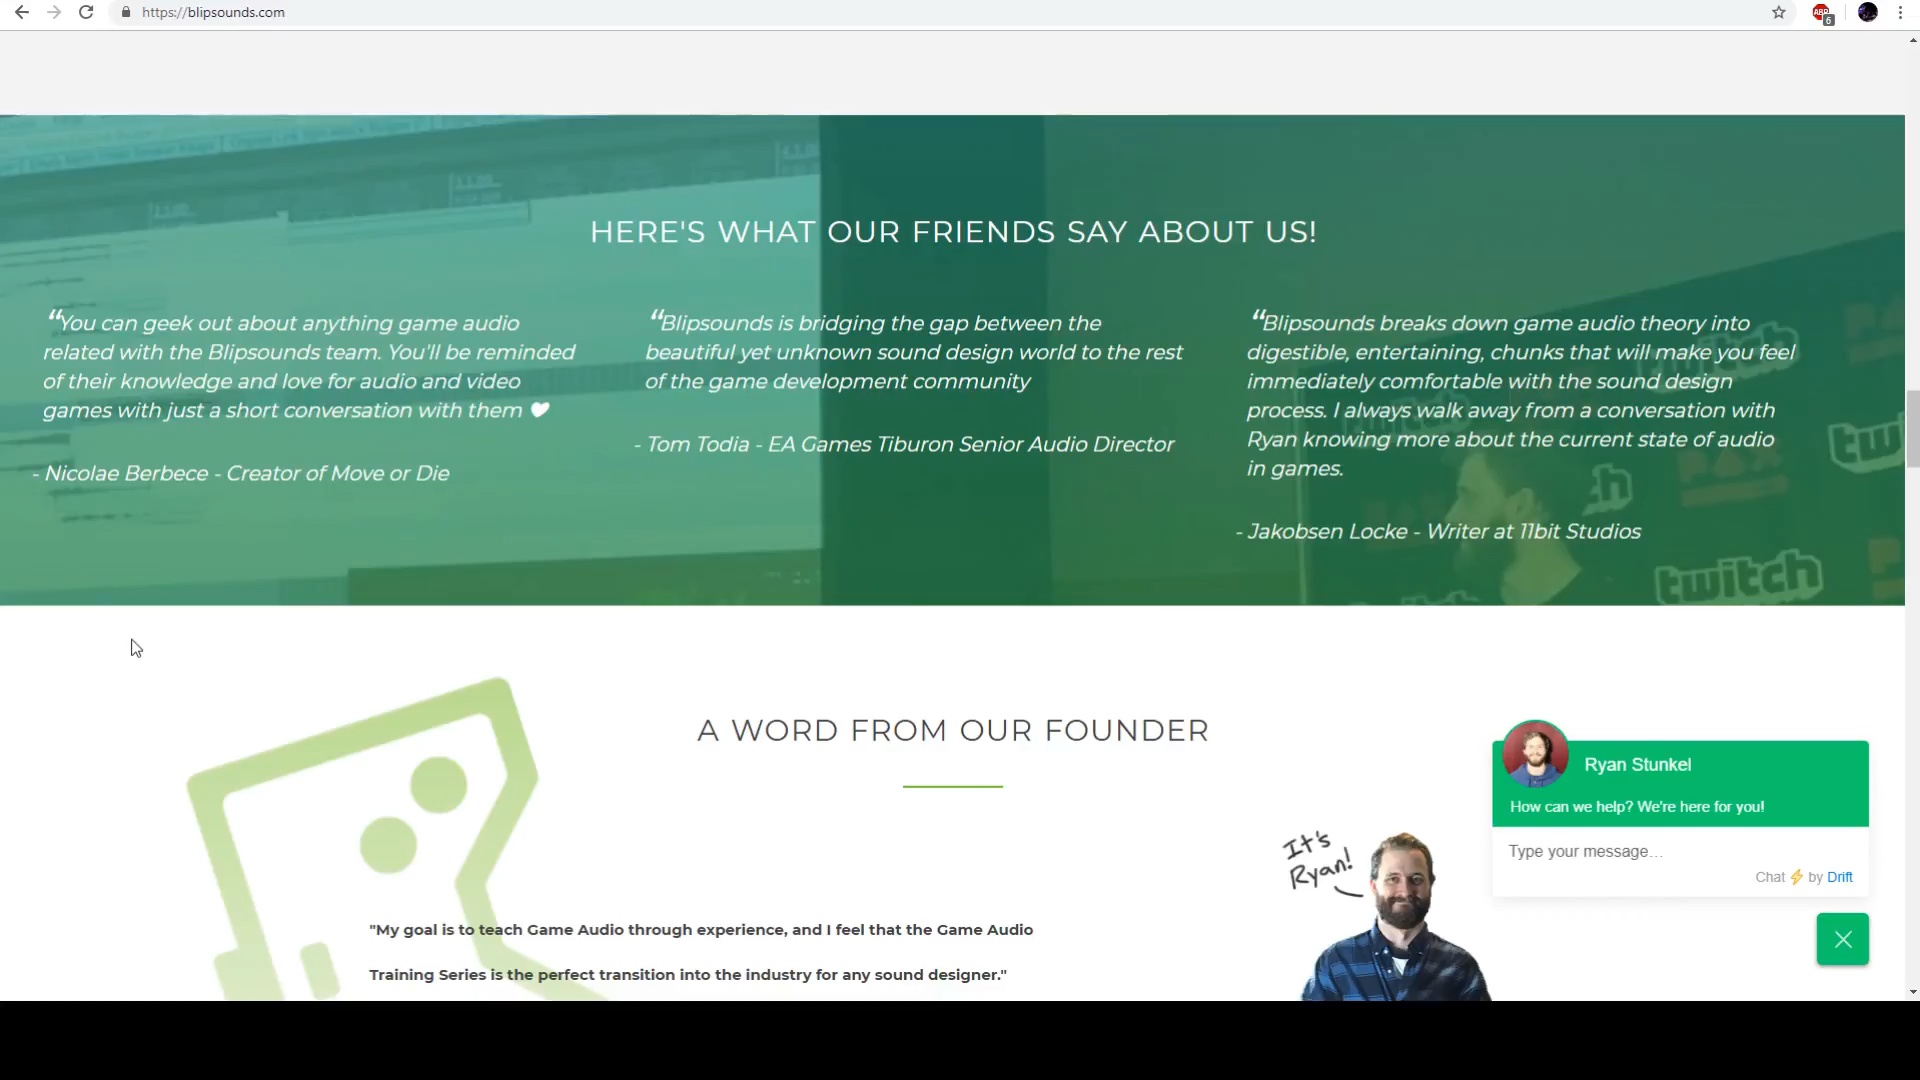 https://blipsounds.com
ABP
6
HERE'S WHAT OUR FRIENDS SAY ABOUT US!
“You can geek out about anything game audio
related with the Blipsounds team. You'll be reminded
of their knowledge and love for audio and video
games with just a short conversation with them
- Nicolae Berbece - Creator of Move or Die
“Blipsounds is bridging the gap between the
beautiful yet unknown sound design world to the rest
of the game development community
- Tom Todia - EA Games Tiburon Senior Audio Director
“Blipsounds breaks down game audio theory into
digestible, entertaining, chunks that will make you feel
immediately comfortable with the sound design
process. I always walk away from a conversation with
Ryan knowing more about the current state of audio
in games.
- Jakobsen Locke - Writer at 11bit Studios
twitch
A WORD FROM OUR FOUNDER
"My goal is to teach Game Audio through experience, and I feel that the Game Audio
Training Series is the perfect transition into the industry for any sound designer."
It's
Ryan!
Ryan Stunkel
How can we help? We're here for you!
Type your message...
Chat ⚡ by Drift